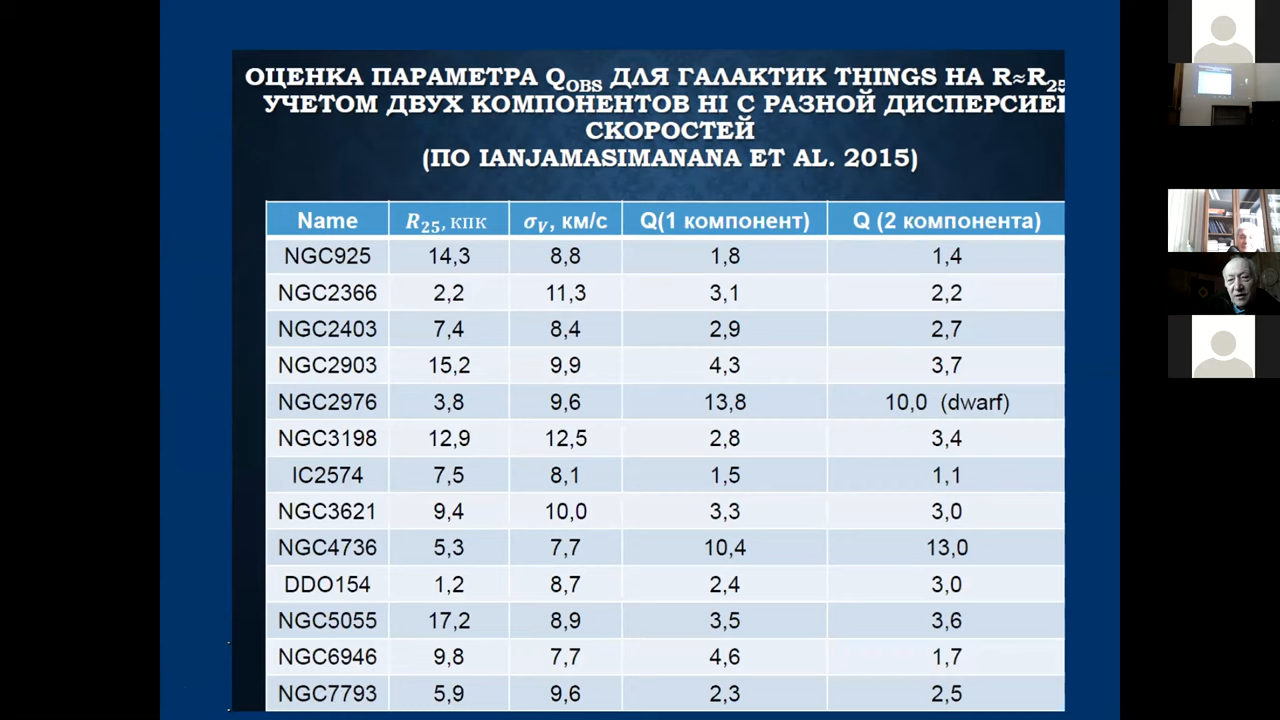 ОЦЕНКА ПАРАМЕТРА QOBS ДЛЯ ГАЛАКТИК THINGS НА R≈R25
УЧЕТОМ ДВУХ КОМПОНЕНТОВ HI С РАЗНОЙ ДИСПЕРСИЕЙ
СКОРОСТЕЙ
(ПО IANJAMASIMANANA ET AL. 2015)
Name R25, кпк σV, км/с Q(1 компонент) Q (2 компонента)
NGC925 14,3 8,8 1,8 1,4
NGC2366 2,2 11,3 3,1 2,2
NGC2403 7,4 8,4 2,9 2,7
NGC2903 15,2 9,9 4,3 3,7
NGC2976 3,8 9,6 13,8 10,0 (dwarf)
NGC3198 12,9 12,5 2,8 3,4
IC2574 7,5 8,1 1,5 1,1
NGC3621 9,4 10,0 3,3 3,0
NGC4736 5,3 7,7 10,4 13,0
DDO154 1,2 8,7 2,4 3,0
NGC5055 17,2 8,9 3,5 3,6
NGC6946 9,8 7,7 4,6 1,7
NGC7793 5,9 9,6 2,3 2,5